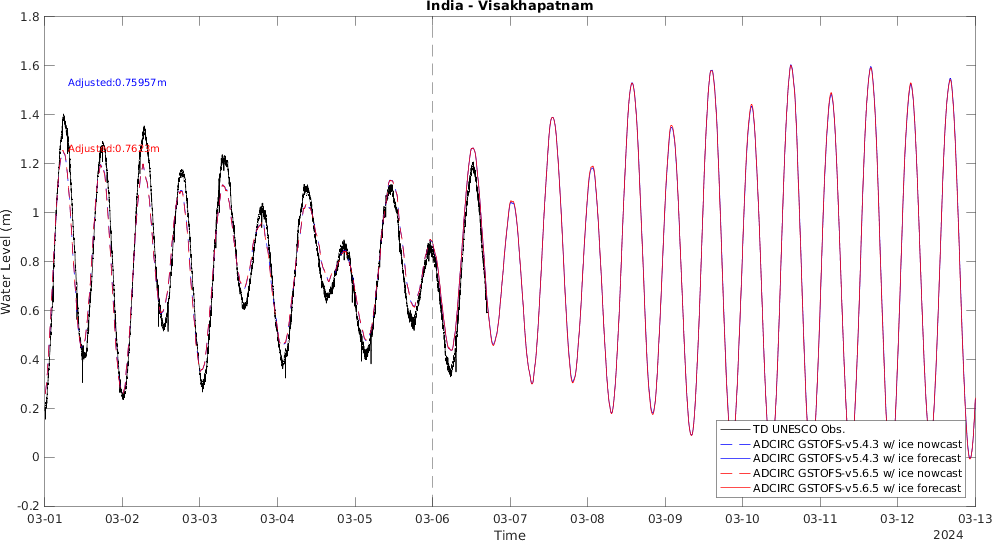 India - Visakhapatnam
1.8
1.6
1.4
1.2
1
0.8
0.6
0.4
0.2
0
-0.2
Water Level (m)
Adjusted:0.75957m
TD UNESCO Obs.
ADCIRC GSTOFS-v5.4.3 w/ ice nowcast
ADCIRC GSTOFS-v5.4.3 w/ ice forecast
ADCIRC GSTOFS-v5.6.5 w/ ice nowcast
ADCIRC GSTOFS-v5.6.5 w/ ice forecast
03-01 03-02 03-03 03-04 03-05 03-06 03-07 03-08 03-09 03-10 03-11 03-12 03-13
Time
2024